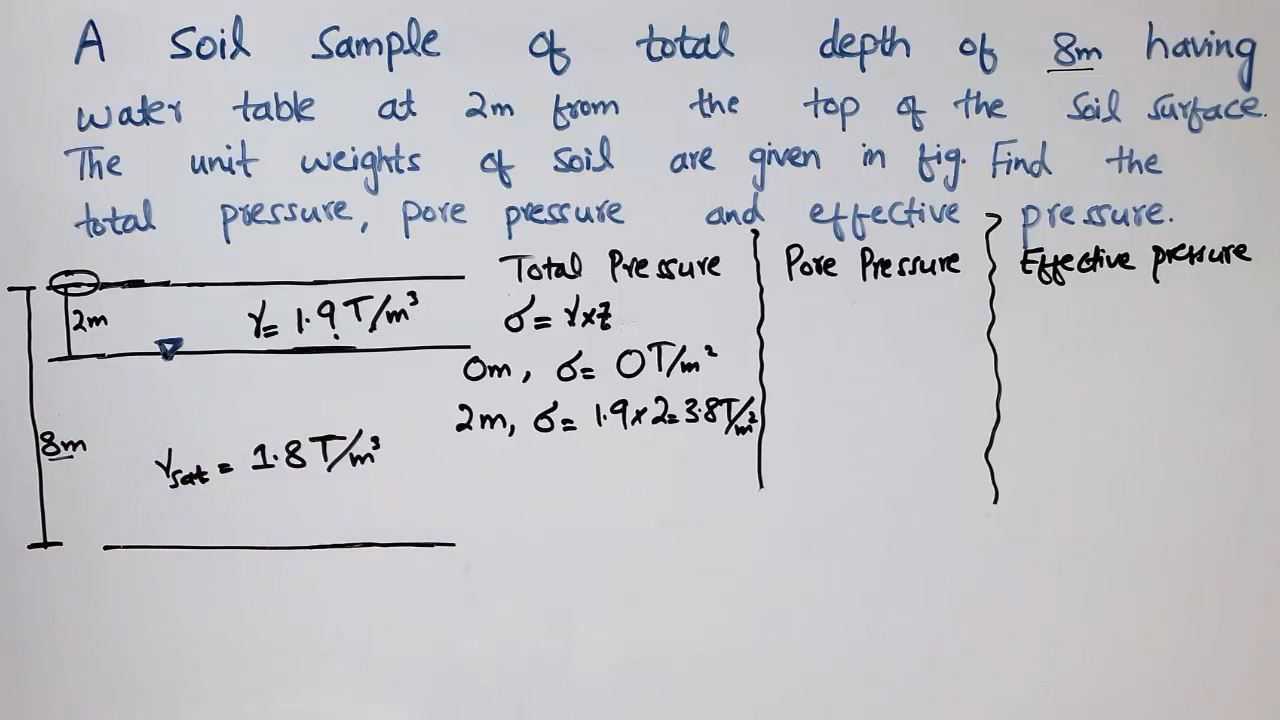 A soil sample of total depth of 8m having
water table at 2m from the top of the soil surface.
The unit weights of soil are given in fig. Find the
total pressure, pore pressure and effective pressure.
Total Pressure
Pore Pressure
Effective pressure
2m
γ= 1.9 T/m³
σ = γ×z
0m, σ= 0T/m²
2m, σ= 1.9×2=3.8T/m²
8m
γsat = 1.8T/m³